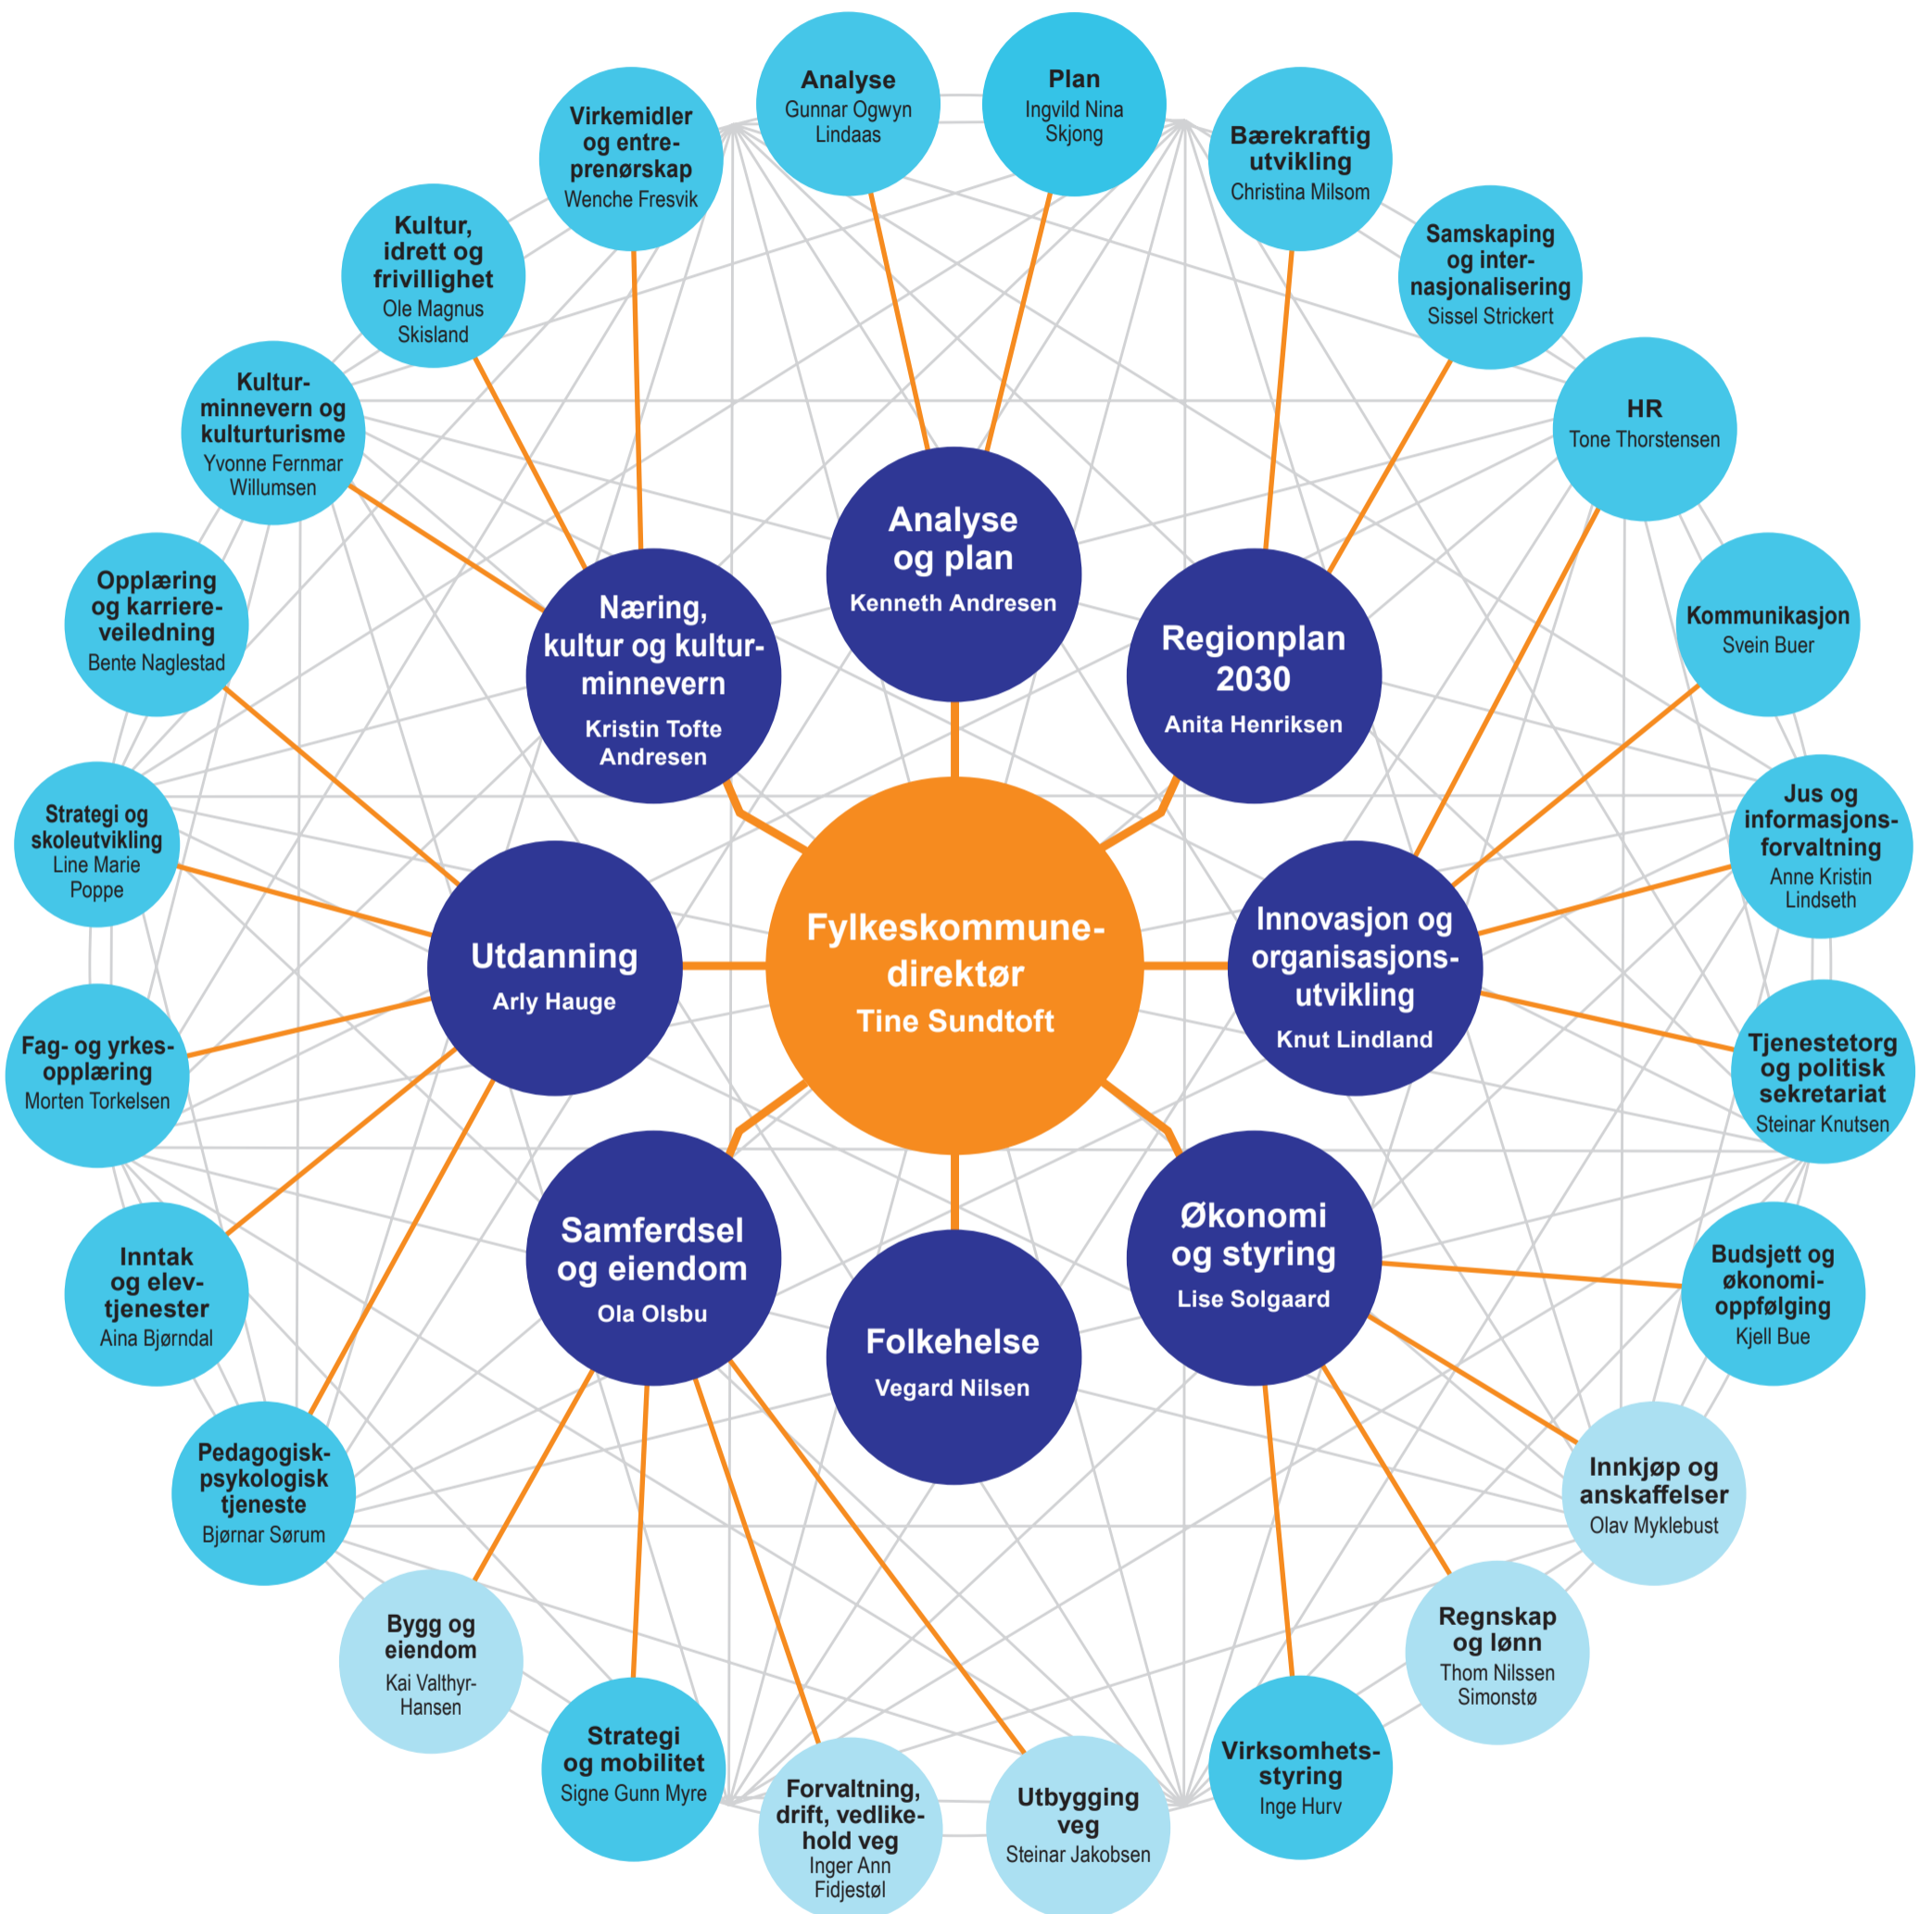 Analyse
Gunnar Ogwyn
Lindaas
Plan
Ingvild Nina
Skjong
Virkemidler
og entre-
prenørskap
Wenche Fresvik
Bærekraftig
utvikling
Christina Milsom
Kultur,
idrett og
frivillighet
Ole Magnus
Skisland
Samskaping
og inter-
nasjonalisering
Sissel Strickert
Kultur-
minnevern og
kulturturisme
Yvonne Fernmar
Willumsen
HR
Tone Thorstensen
Analyse
og plan
Kenneth Andresen
Opplæring
og karriere-
veiledning
Bente Naglestad
Næring,
kultur og kultur-
minnevern
Kristin Tofte
Andresen
Regionplan
2030
Anita Henriksen
Kommunikasjon
Svein Buer
Strategi og
skoleutvikling
Line Marie
Poppe
Jus og
informasjons-
forvaltning
Anne Kristin
Lindseth
Utdanning
Arly Hauge
Fylkeskommune-
direktør
Tine Sundtoft
Innovasjon og
organisasjons-
utvikling
Knut Lindland
Fag- og yrkes-
opplæring
Morten Torkelsen
Tjenestetorg
og politisk
sekretariat
Steinar Knutsen
Inntak
og elev-
tjenester
Aina Bjørndal
Samferdsel
og eiendom
Ola Olsbu
Folkehelse
Vegard Nilsen
Økonomi
og styring
Lise Solgaard
Budsjett og
økonomi-
oppfølging
Kjell Bue
Pedagogisk-
psykologisk
tjeneste
Bjørnar Sørum
Innkjøp og
anskaffelser
Olav Myklebust
Bygg og
eiendom
Kai Valthyr-
Hansen
Regnskap
og lønn
Thom Nilssen
Simonstø
Strategi
og mobilitet
Signe Gunn Myre
Forvaltning,
drift, vedlike-
hold veg
Inger Ann
Fidjestøl
Utbygging
veg
Steinar Jakobsen
Virksomhets-
styring
Inge Hurv